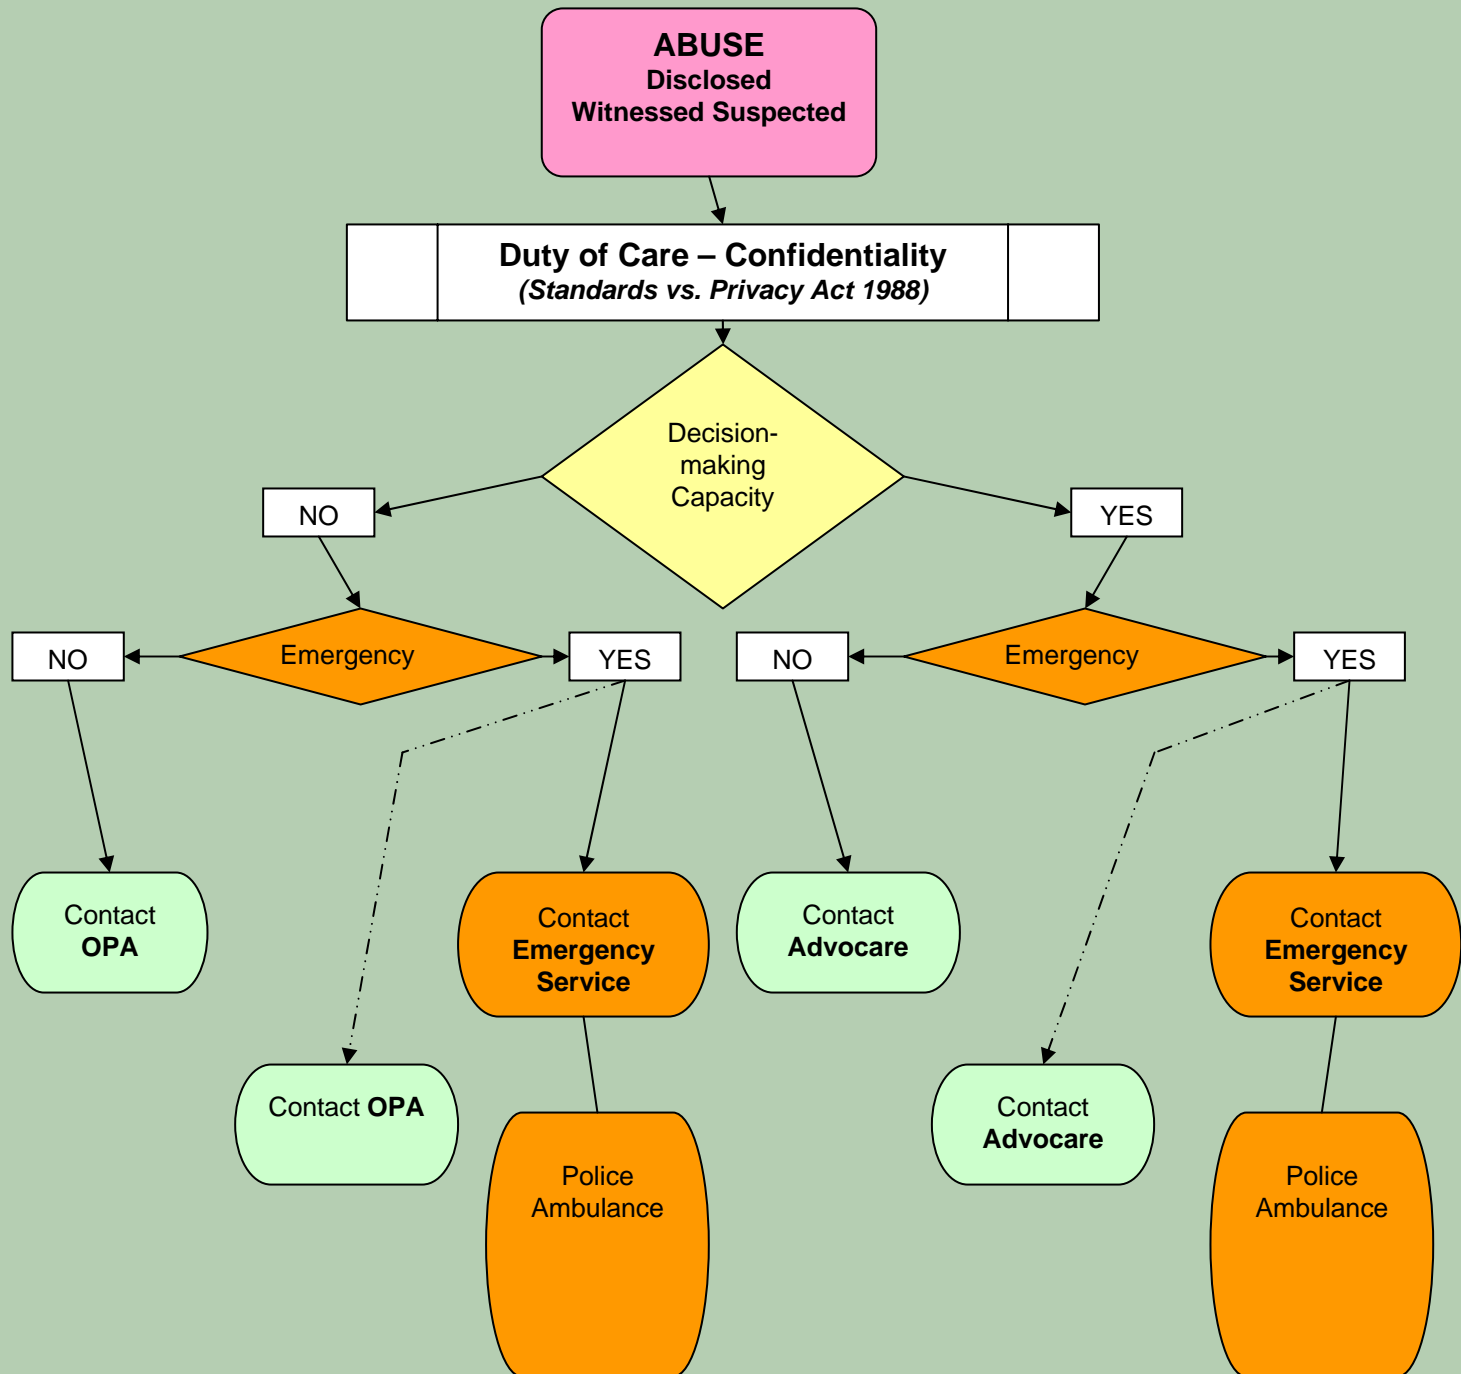 ABUSE
Disclosed
Witnessed Suspected
Duty of Care – Confidentiality
(Standards vs. Privacy Act 1988)
Decision-
making
Capacity
NO
YES
NO
Emergency
YES
NO
Emergency
YES
Contact
OPA
Contact
Emergency
Service
Contact
Advocare
Contact
Emergency
Service
Contact OPA
Contact
Advocare
Police
Ambulance
Police
Ambulance